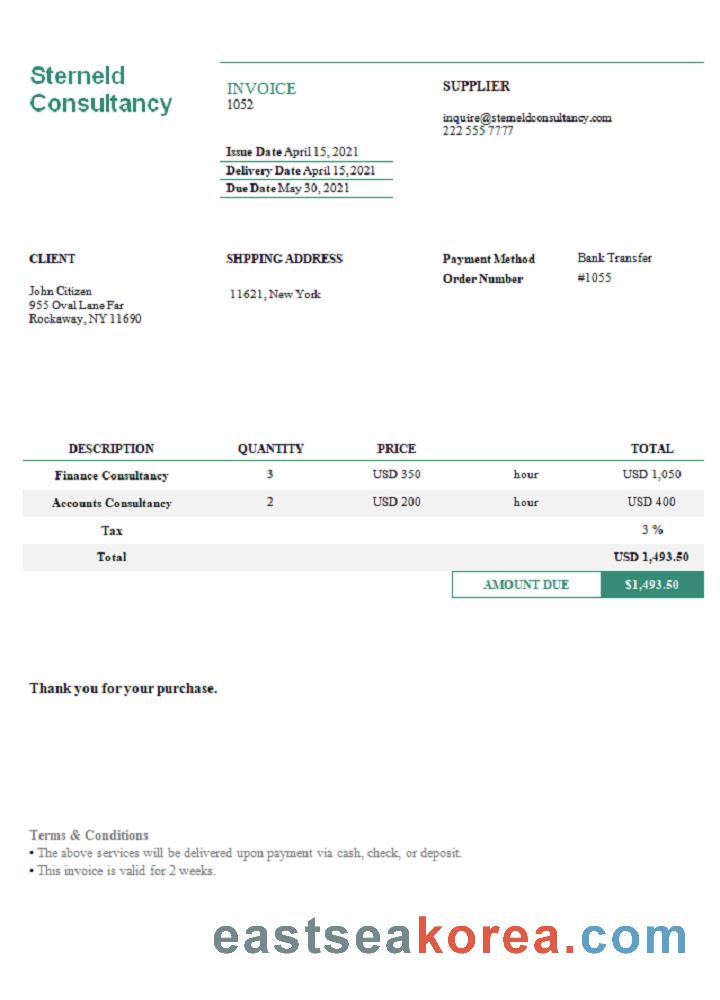 Sterneld
Consultancy
INVOICE
1052
Issue Date April 15, 2021
Delivery Date April 15, 2021
Due Date May 30, 2021
SUPPLIER
inquire@sterneldconsultancy.com
222 555 7777
CLIENT
John Citizen
955 Oval Lane Far
Rockaway, NY 11690
SHPPING ADDRESS
11621, New York
Payment Method Bank Transfer
Order Number #1055
DESCRIPTION QUANTITY PRICE TOTAL
Finance Consultancy 3 USD 350 hour USD 1,050
Accounts Consultancy 2 USD 200 hour USD 400
Tax 3 %
Total USD 1,493.50
AMOUNT DUE $1,493.50
Thank you for your purchase.
Terms & Conditions
• The above services will be delivered upon payment via cash, check, or deposit.
• This invoice is valid for 2 weeks.
eastseakorea.com